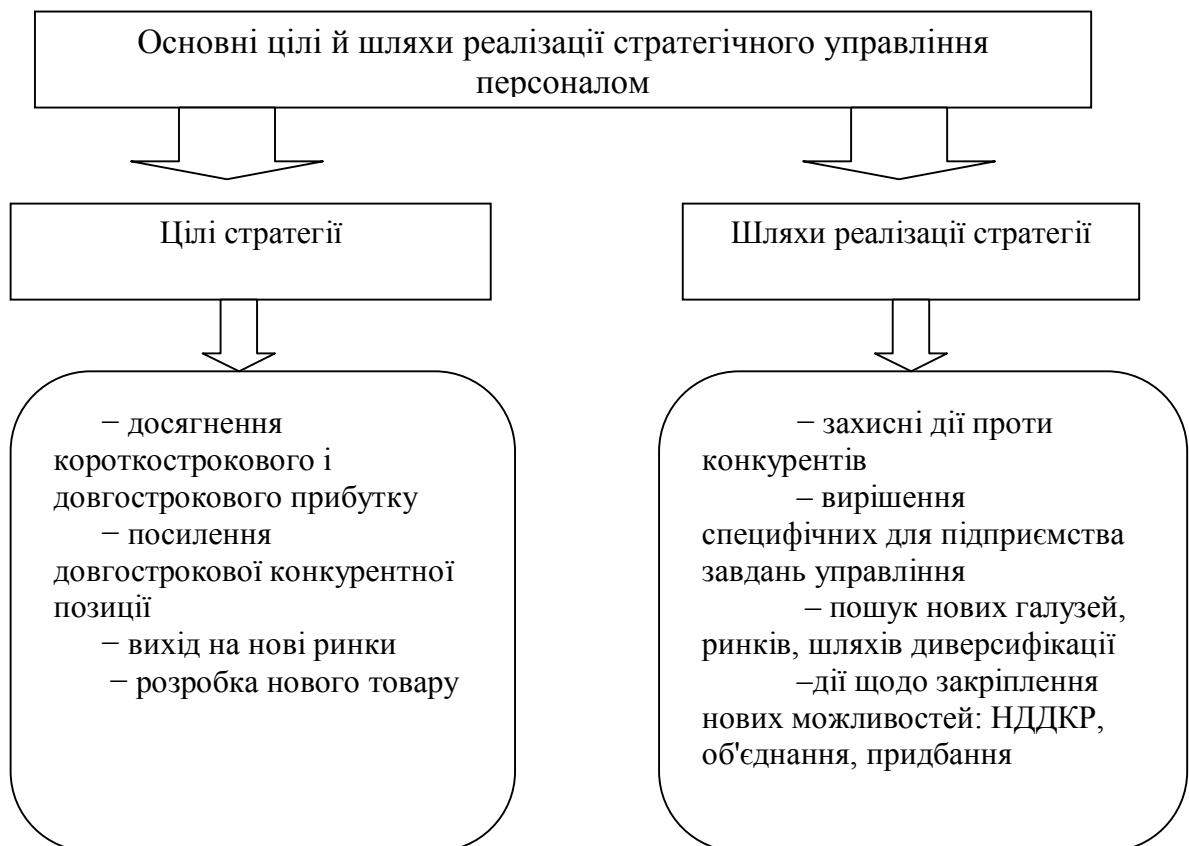 Основні цілі й шляхи реалізації стратегічного управління
персоналом
Цілі стратегії
Шляхи реалізації стратегії
− досягнення
короткострокового і
довгострокового прибутку
− посилення
довгострокової конкурентної
позиції
− вихід на нові ринки
− розробка нового товару
− захисні дії проти
конкурентів
– вирішення
специфічних для підприємства
завдань управління
– пошук нових галузей,
ринків, шляхів диверсифікації
–дії щодо закріплення
нових можливостей: НДДКР,
об'єднання, придбання